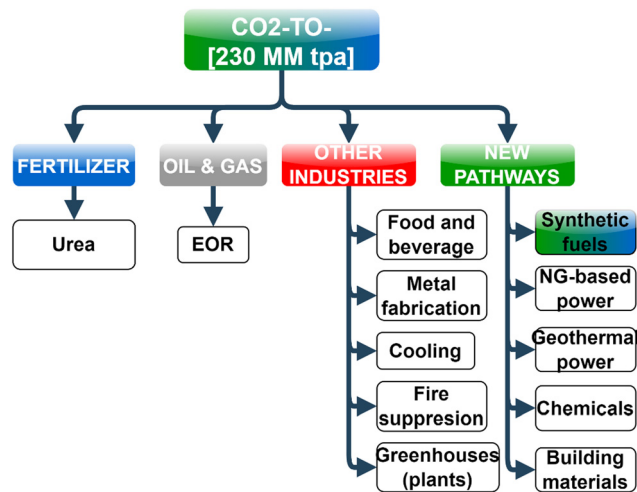 CO2-TO-
[230 MM tpa]
FERTILIZER
OIL & GAS
OTHER
INDUSTRIES
NEW
PATHWAYS
Urea
EOR
Food and
beverage
Metal
fabrication
Cooling
Fire
suppresion
Greenhouses
(plants)
Synthetic
fuels
NG-based
power
Geothermal
power
Chemicals
Building
materials